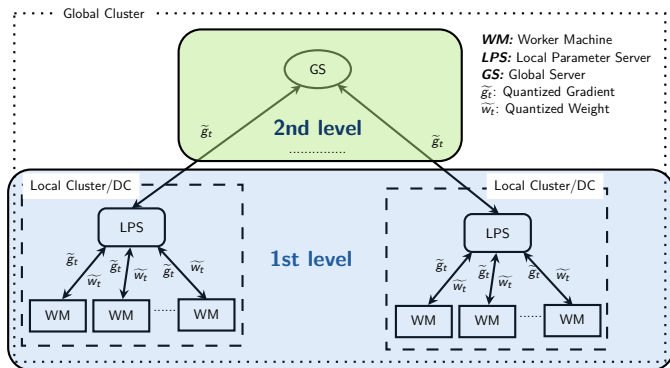 Global Cluster
WM: Worker Machine
LPS: Local Parameter Server
GS: Global Server
g̃ₜ: Quantized Gradient
w̃ₜ: Quantized Weight
GS
g̃ₜ
2nd level
g̃ₜ
...............
Local Cluster/DC
Local Cluster/DC
LPS
LPS
1st level
g̃ₜ w̃ₜ g̃ₜ w̃ₜ g̃ₜ w̃ₜ
g̃ₜ w̃ₜ g̃ₜ w̃ₜ g̃ₜ w̃ₜ
WM WM ...... WM
WM WM ...... WM